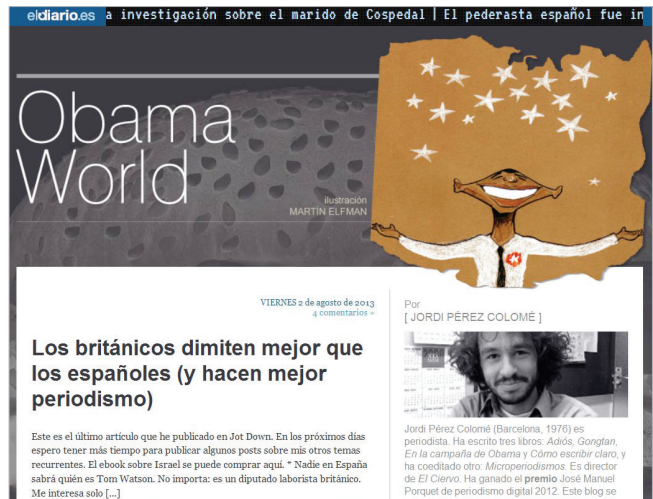 eldiario.es a investigación sobre el marido de Cospedal | El pederasta español fue in
Obama
World
ilustración
MARTÍN ELFMAN
VIERNES 2 de agosto de 2013
4 comentarios »
Los británicos dimiten mejor que
los españoles (y hacen mejor
periodismo)
Este es el último artículo que he publicado en Jot Down. En los próximos días
espero tener más tiempo para publicar algunos posts sobre mis otros temas
recurrentes. El ebook sobre Israel se puede comprar aquí. * Nadie en España
sabrá quién es Tom Watson. No importa: es un diputado laborista británico.
Me interesa solo [...]
Por
[ JORDI PÉREZ COLOMÉ ]
Jordi Pérez Colomé (Barcelona, 1976) es
periodista. Ha escrito tres libros: Adiós, Gongtan,
En la campaña de Obama y Cómo escribir claro, y
ha coeditado otro: Microperiodismos. Es director
de El Ciervo. Ha ganado el premio José Manuel
Porquet de periodismo digital 2012. Este blog se